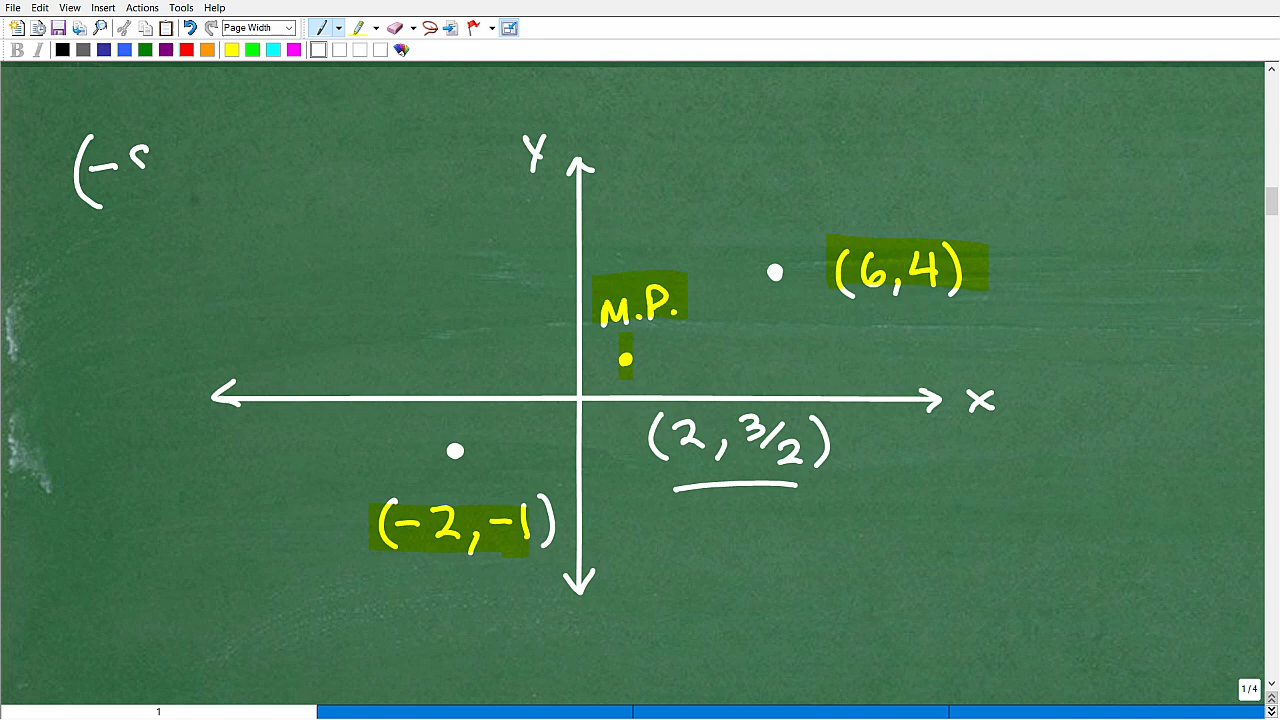 File Edit View Insert Actions Tools Help
Page Width
B I
(-
Y
(6,4)
M.P.
X
(2, 3/2)
(-2,-1)
1/4
1